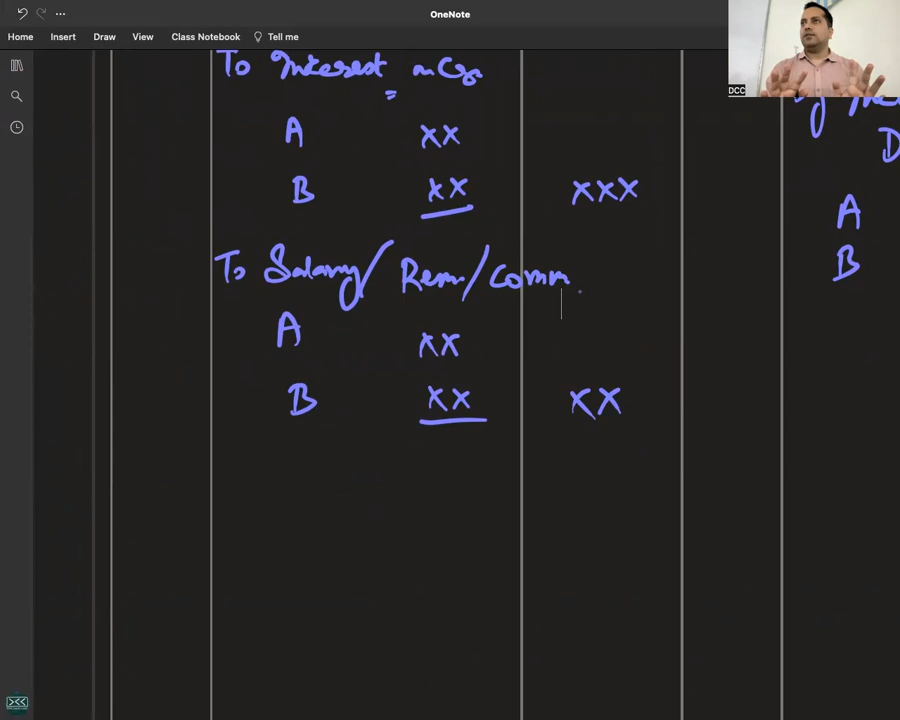 OneNote
Home Insert Draw View Class Notebook Tell me
DCC
To Interest on Cap
A XX
B XX XXX
To Salary/Rem/Comm.
A XX
B XX XX
A
B